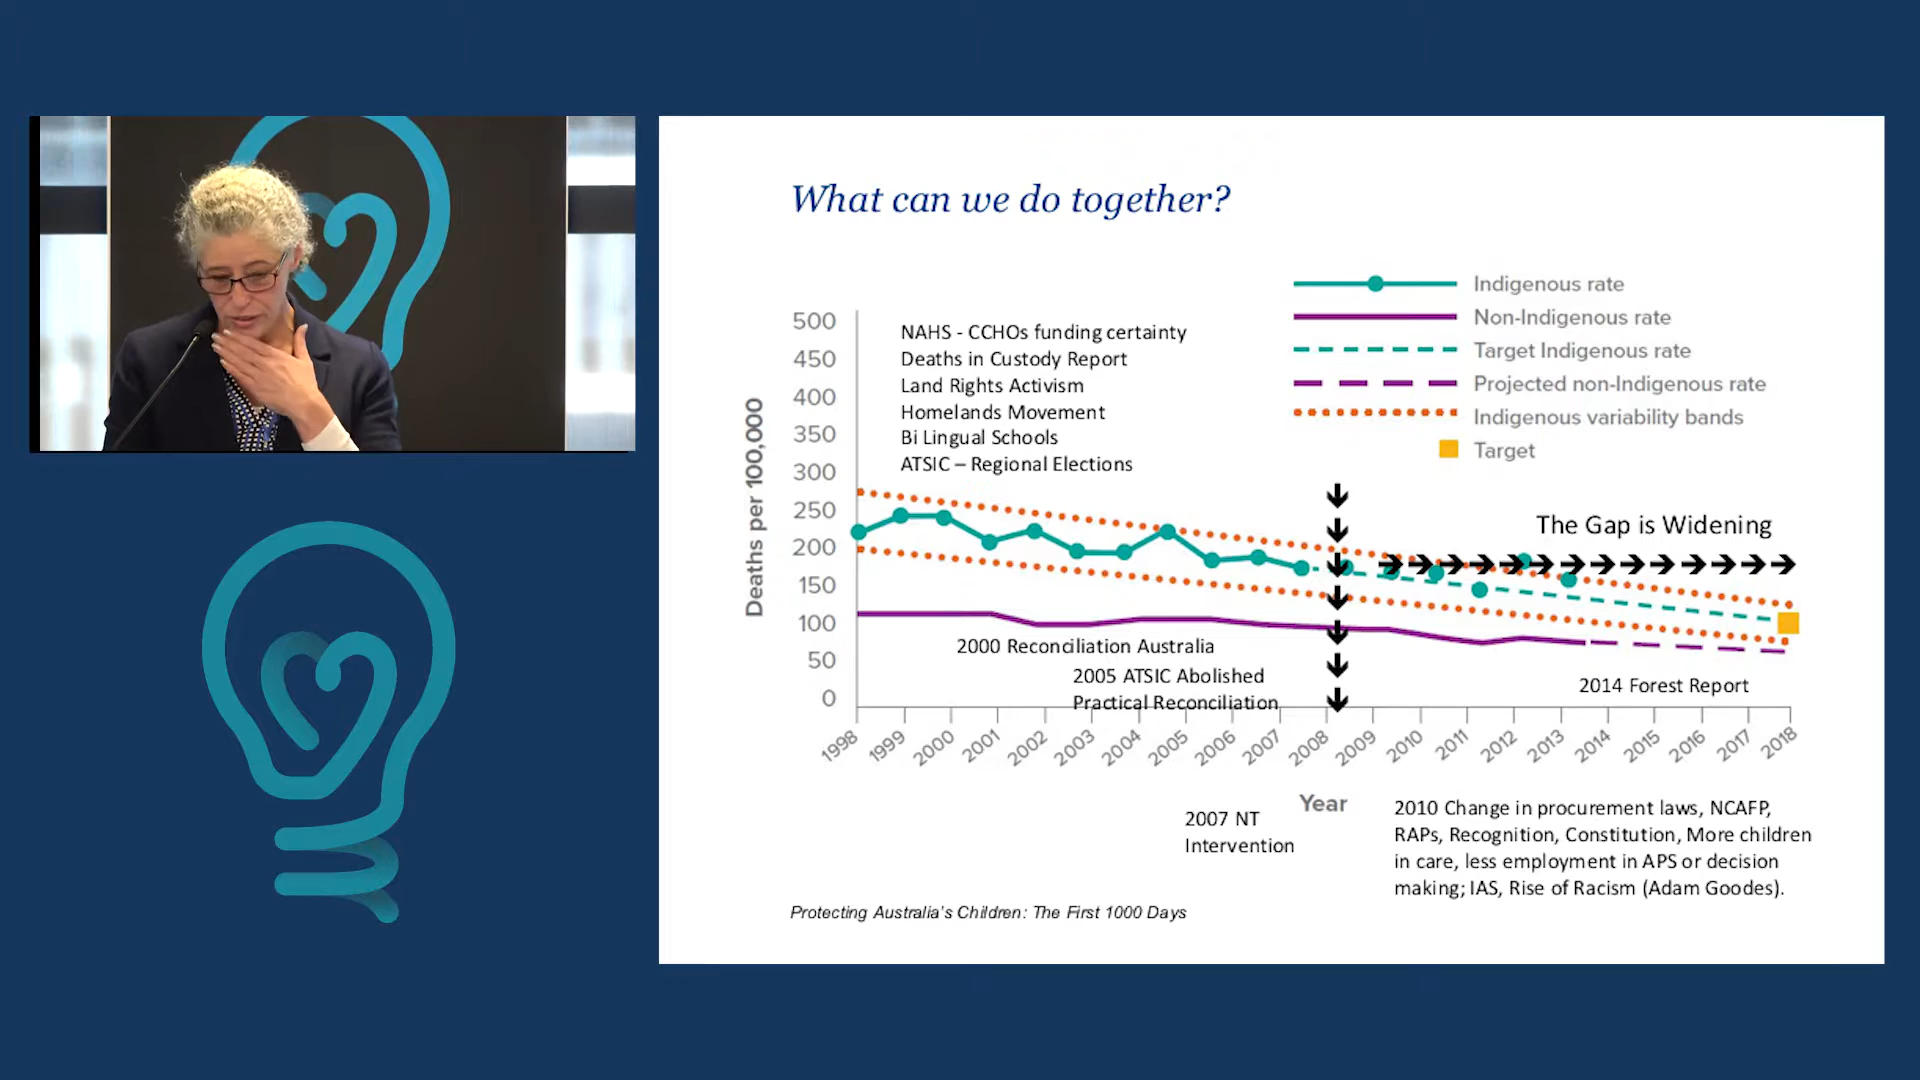 What can we do together?
Indigenous rate
Non-Indigenous rate
Target Indigenous rate
Projected non-Indigenous rate
Indigenous variability bands
Target
500
450
400
350
300
250
200
150
100
50
0
Deaths per 100,000
NAHS - CCHOs funding certainty
Deaths in Custody Report
Land Rights Activism
Homelands Movement
Bi Lingual Schools
ATSIC – Regional Elections
The Gap is Widening
2000 Reconciliation Australia
2005 ATSIC Abolished
Practical Reconciliation
2014 Forest Report
1998
1999
2000
2001
2002
2003
2004
2005
2006
2007
2008
2009
2010
2011
2012
2013
2014
2015
2016
2017
2018
Year
2007 NT
Intervention
2010 Change in procurement laws, NCAFP,
RAPs, Recognition, Constitution, More children
in care, less employment in APS or decision
making; IAS, Rise of Racism (Adam Goodes).
Protecting Australia's Children: The First 1000 Days